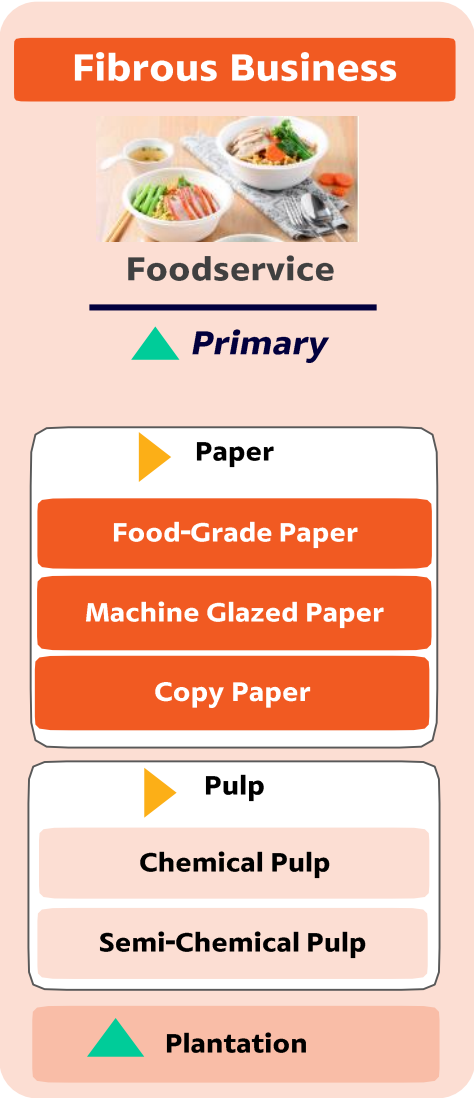 Fibrous Business
Foodservice
Primary
Paper
Food-Grade Paper
Machine Glazed Paper
Copy Paper
Pulp
Chemical Pulp
Semi-Chemical Pulp
Plantation